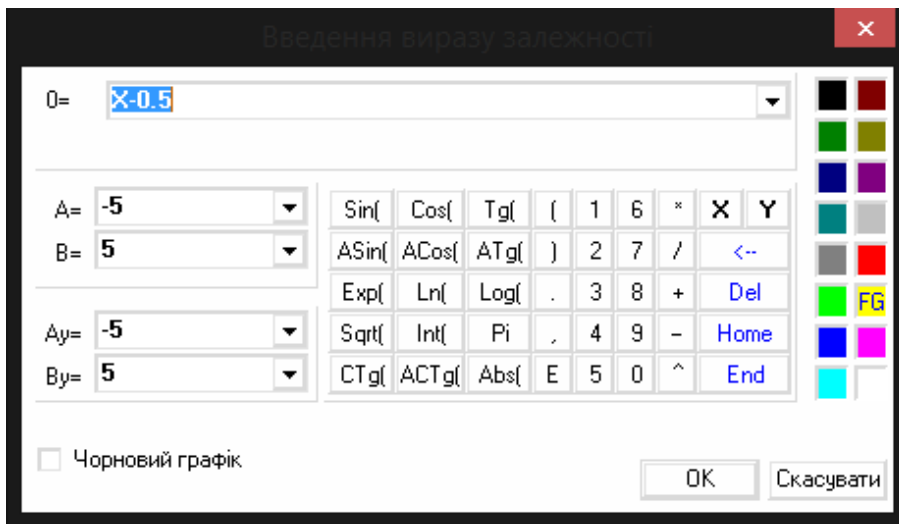 Введення виразу залежності
×
0= X-0.5
A= -5
B= 5
Ay= -5
By= 5
Sin( Cos( Tg( ( 1 6 * X Y
ASin( ACos( ATg( ) 2 7 / <--
Exp( Ln( Log( . 3 8 + Del
Sqrt( Int( Pi , 4 9 - Home
CTg( ACTg( Abs( E 5 0 ^ End
FG
Чорновий графік
OK Скасувати